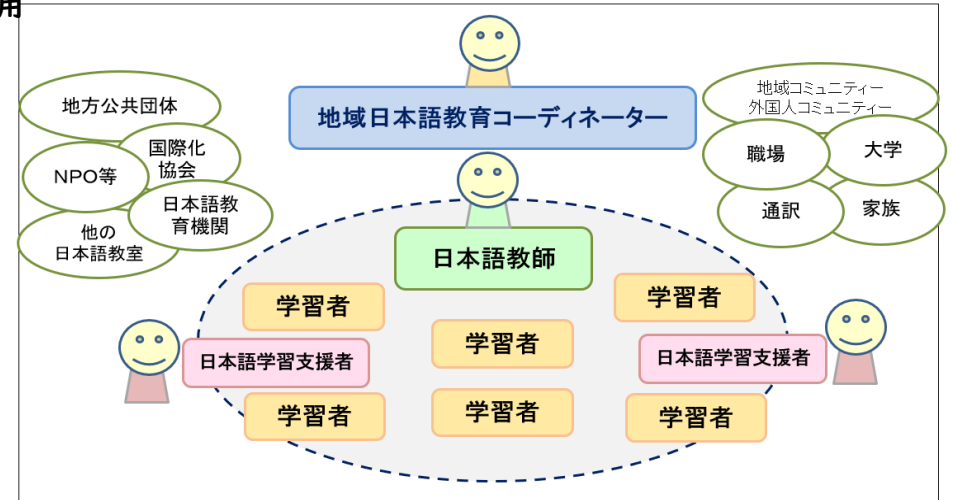 用
地域日本語教育コーディネーター
地方公共団体
国際化
協会
NPO等
日本語教
育機関
他の
日本語教室
地域コミュニティー
外国人コミュニティー
職場
大学
通訳
家族
日本語教師
学習者
学習者
学習者
日本語学習支援者
日本語学習支援者
学習者
学習者
学習者